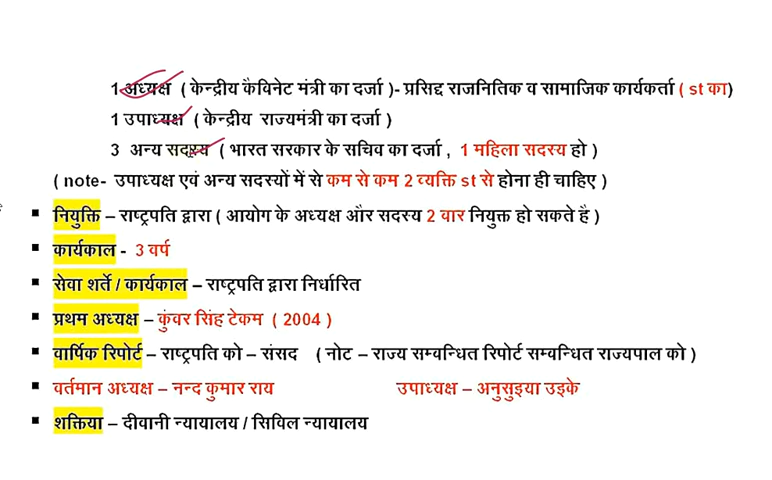 1 अध्यक्ष ( केन्द्रीय कैविनेट मंत्री का दर्जा )- प्रसिद्द राजनितिक व सामाजिक कार्यकर्ता ( st का)
1 उपाध्यक्ष ( केन्द्रीय राज्यमंत्री का दर्जा )
3 अन्य सदस्य ( भारत सरकार के सचिव का दर्जा , 1 महिला सदस्य हो )
( note- उपाध्यक्ष एवं अन्य सदस्यों में से कम से कम 2 व्यक्ति st से होना ही चाहिए )
▪ नियुक्ति – राष्ट्रपति द्वारा ( आयोग के अध्यक्ष और सदस्य 2 वार नियुक्त हो सकते है )
▪ कार्यकाल - 3 वर्ष
▪ सेवा शर्ते / कार्यकाल – राष्ट्रपति द्वारा निर्धारित
▪ प्रथम अध्यक्ष – कुंवर सिंह टेकम ( 2004 )
▪ वार्षिक रिपोर्ट – राष्ट्रपति को – संसद ( नोट – राज्य सम्वन्धित रिपोर्ट सम्वन्धित राज्यपाल को )
▪ वर्तमान अध्यक्ष – नन्द कुमार राय उपाध्यक्ष – अनुसुइया उइके
▪ शक्तिया – दीवानी न्यायालय / सिविल न्यायालय